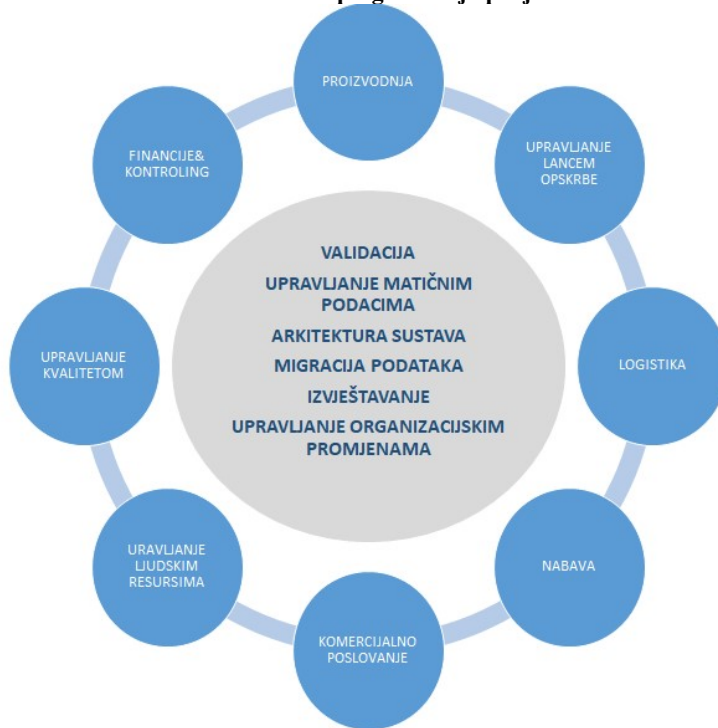 PROIZVODNJA
UPRAVLJANJE
LANCEM
OPSKRBE
LOGISTIKA
NABAVA
KOMERCIJALNO
POSLOVANJE
URAVLJANJE
LJUDSKIM
RESURSIMA
UPRAVLJANJE
KVALITETOM
FINANCIJE&
KONTROLING
VALIDACIJA
UPRAVLJANJE MATIČNIM
PODACIMA
ARKITEKTURA SUSTAVA
MIGRACIJA PODATAKA
IZVJEŠTAVANJE
UPRAVLJANJE ORGANIZACIJSKIM
PROMJENAMA